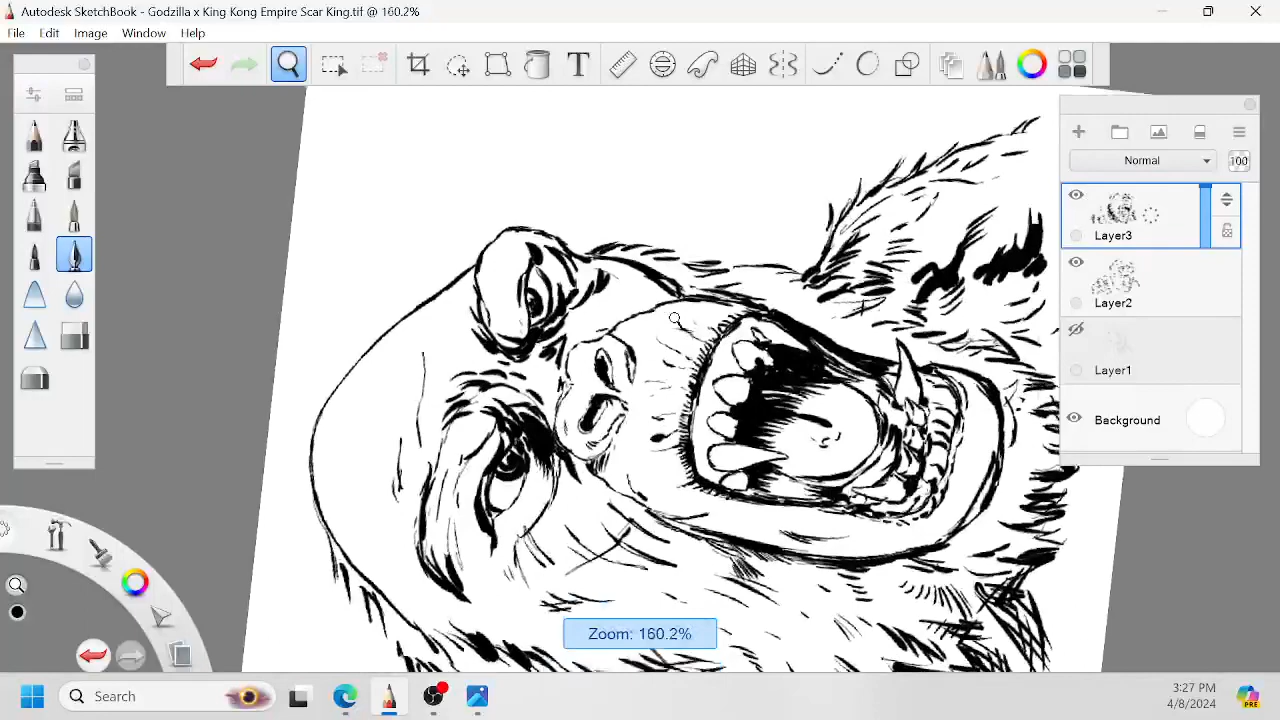 Autodesk SketchBook - Godzilla x King Kong Empire Scar King.tif @ 160.2%
File Edit Image Window Help
T
Normal 100
Layer3
Layer2
Layer1
Background
Zoom: 160.2%
Search
3:27 PM
4/8/2024
PRE